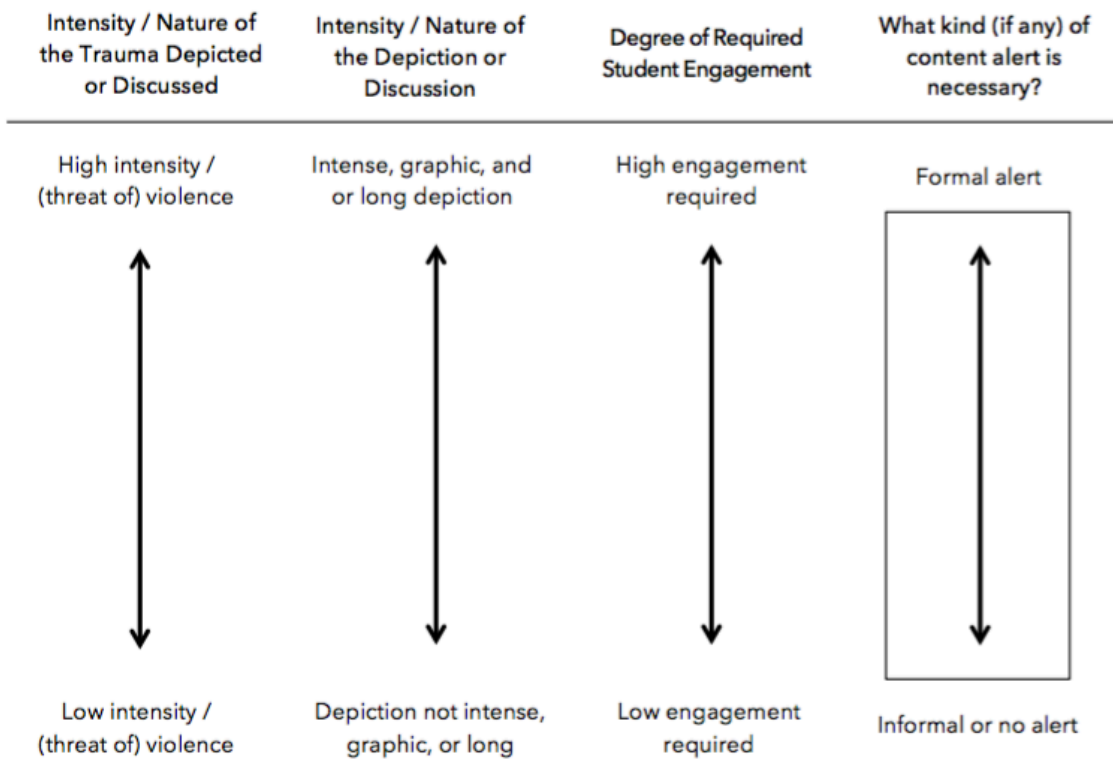 Intensity / Nature of
the Trauma Depicted
or Discussed
Intensity / Nature of
the Depiction or
Discussion
Degree of Required
Student Engagement
What kind (if any) of
content alert is
necessary?
High intensity /
(threat of) violence
Intense, graphic, and
or long depiction
High engagement
required
Formal alert
Low intensity /
(threat of) violence
Depiction not intense,
graphic, or long
Low engagement
required
Informal or no alert